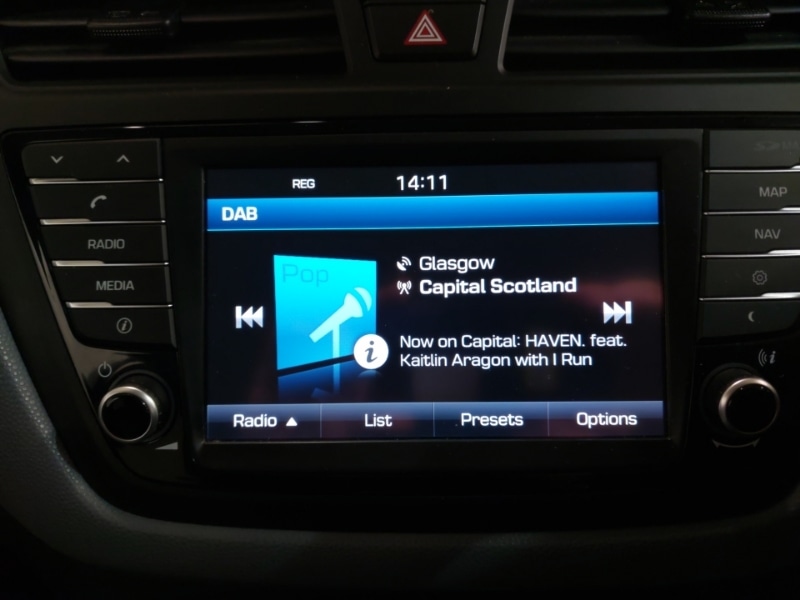 REG
14:11
DAB
Pop
Glasgow
Capital Scotland
i
Now on Capital: HAVEN. feat.
Kaitlin Aragon with I Run
Radio
List
Presets
Options
RADIO
MEDIA
i
MAP
NAV
i